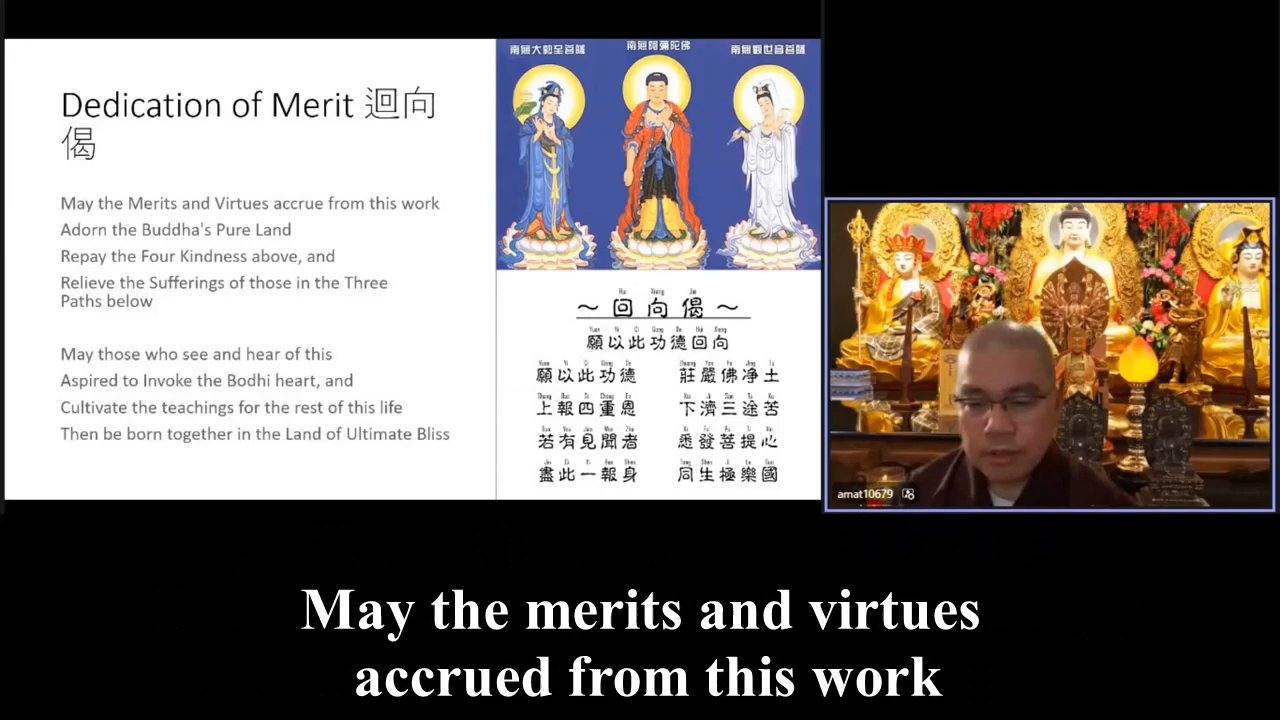 Dedication of Merit 迴向
偈
May the Merits and Virtues accrue from this work
Adorn the Buddha's Pure Land
Repay the Four Kindness above, and
Relieve the Sufferings of those in the Three
Paths below
May those who see and hear of this
Aspired to Invoke the Bodhi heart, and
Cultivate the teachings for the rest of this life
Then be born together in the Land of Ultimate Bliss
南無大勢至菩薩 南無阿彌陀佛 南無觀世音菩薩
Hui Xiang Jie
～回向偈～
願以此功德回向
願以此功德 莊嚴佛净土
上報四重恩 下濟三途苦
若有見聞者 悉發菩提心
盡此一報身 同生極樂國
amat10679
May the merits and virtues
accrued from this work